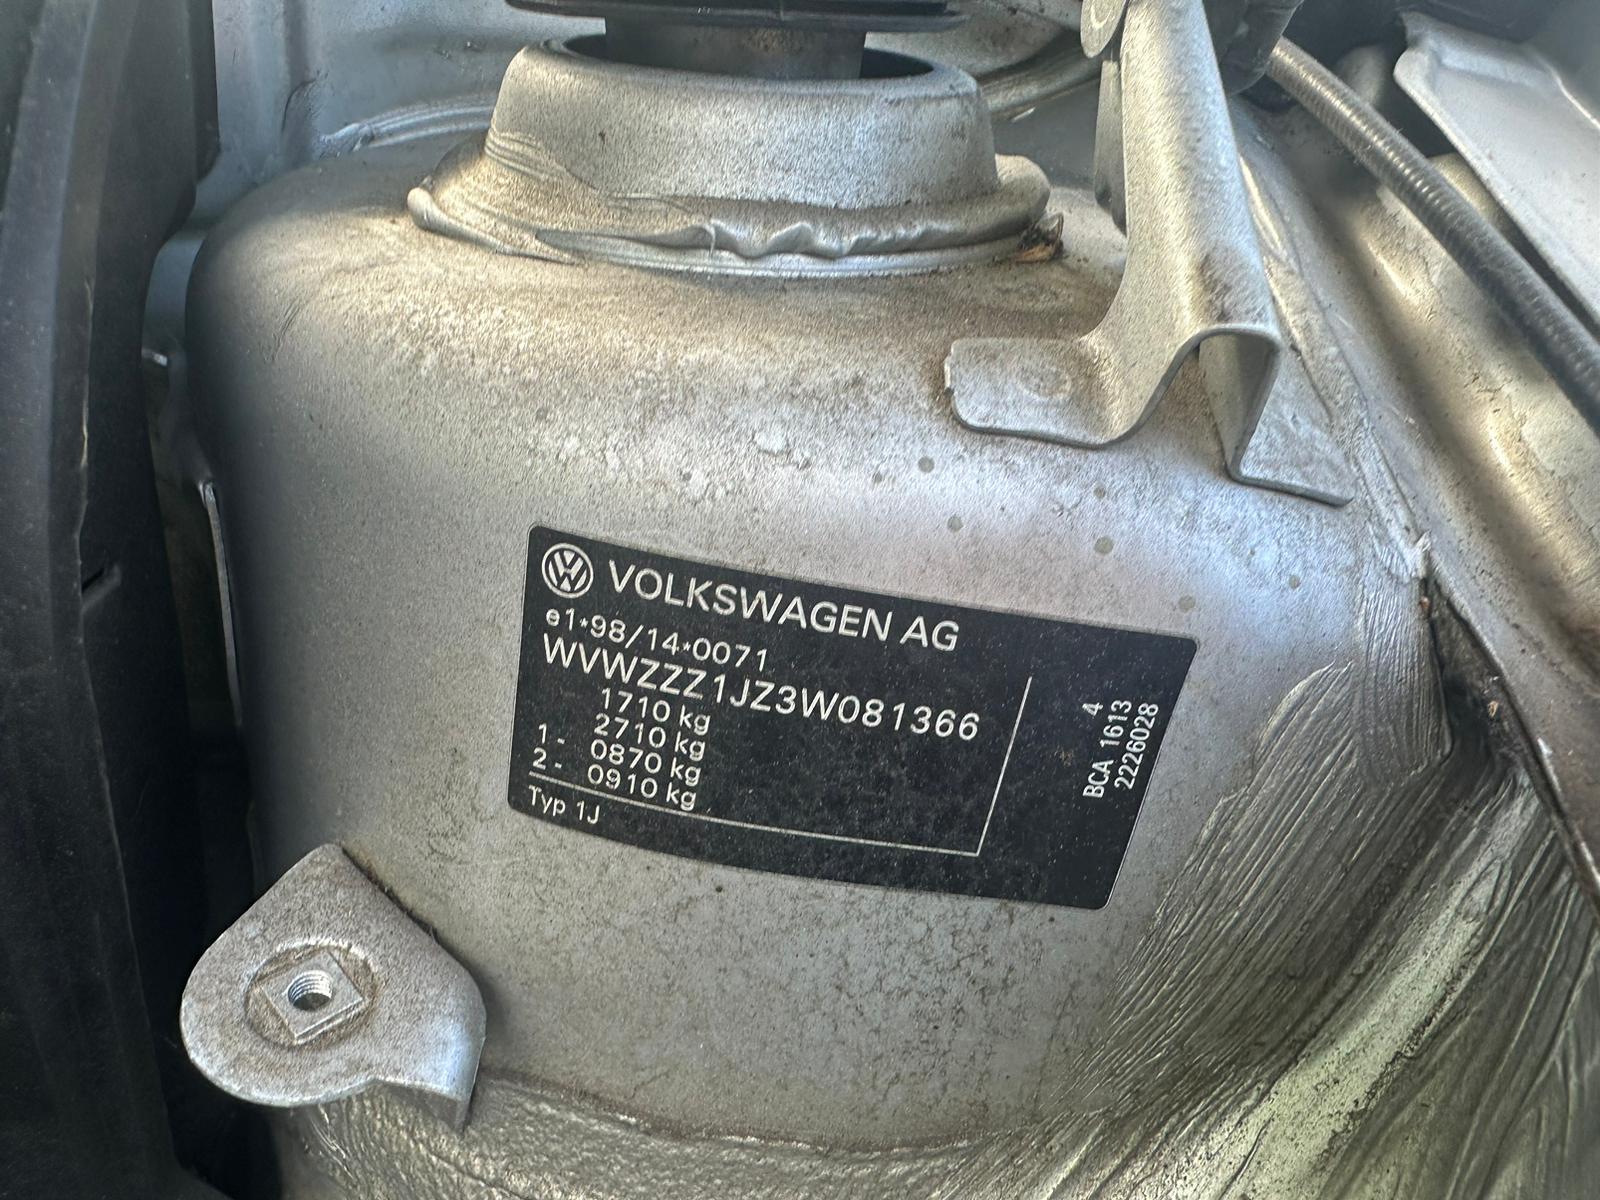 VOLKSWAGEN AG
e1*98/14*0071
WVWZZZ1JZ3W081366
1710 kg
2710 kg
1- 0870 kg
2- 0910 kg
Typ 1J
4
BCA 1613
2226028